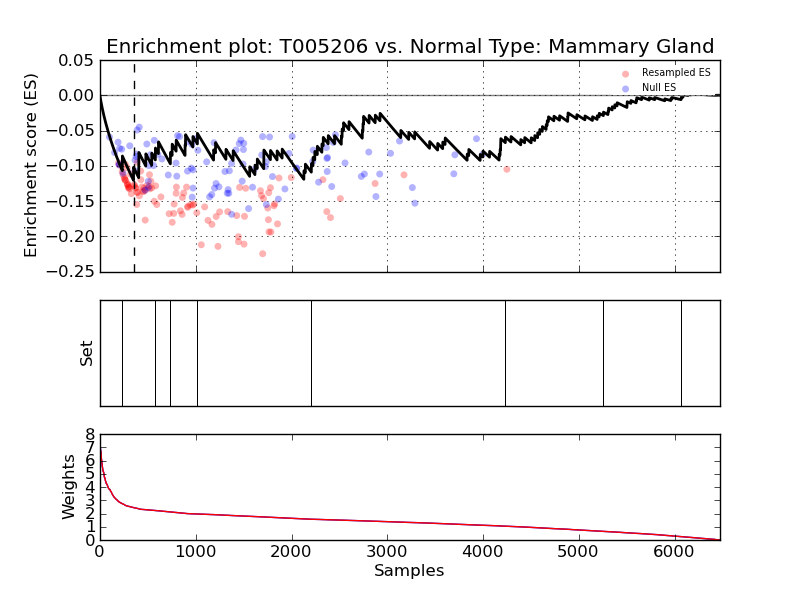 Enrichment plot: T005206 vs. Normal Type: Mammary Gland
0.05
0.00
−0.05
−0.10
−0.15
−0.20
−0.25
Enrichment score (ES)
Resampled ES
Null ES
Set
8
7
6
5
4
3
2
1
0
Weights
0 1000 2000 3000 4000 5000 6000
Samples